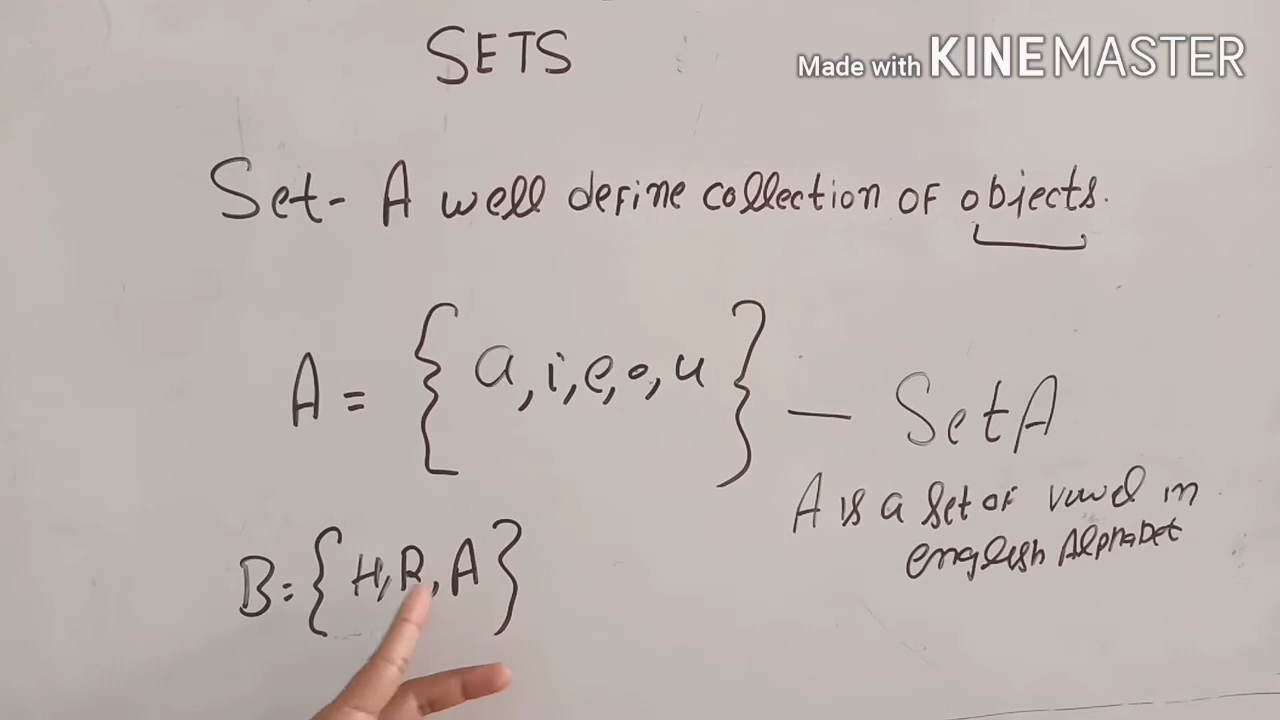 SETS
Made with KINEMASTER
Set- A well define collection of objects.
A = { a, i, e, o, u } — Set A
A is a set of vowel in
english Alphabet
B = { H, R, A }